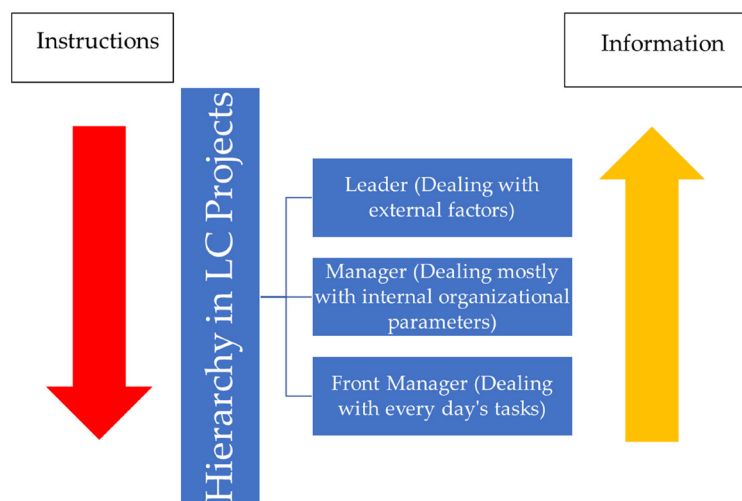 Instructions
Information
Hierarchy in LC Projects
Leader (Dealing with
external factors)
Manager (Dealing mostly
with internal organizational
parameters)
Front Manager (Dealing
with every day's tasks)